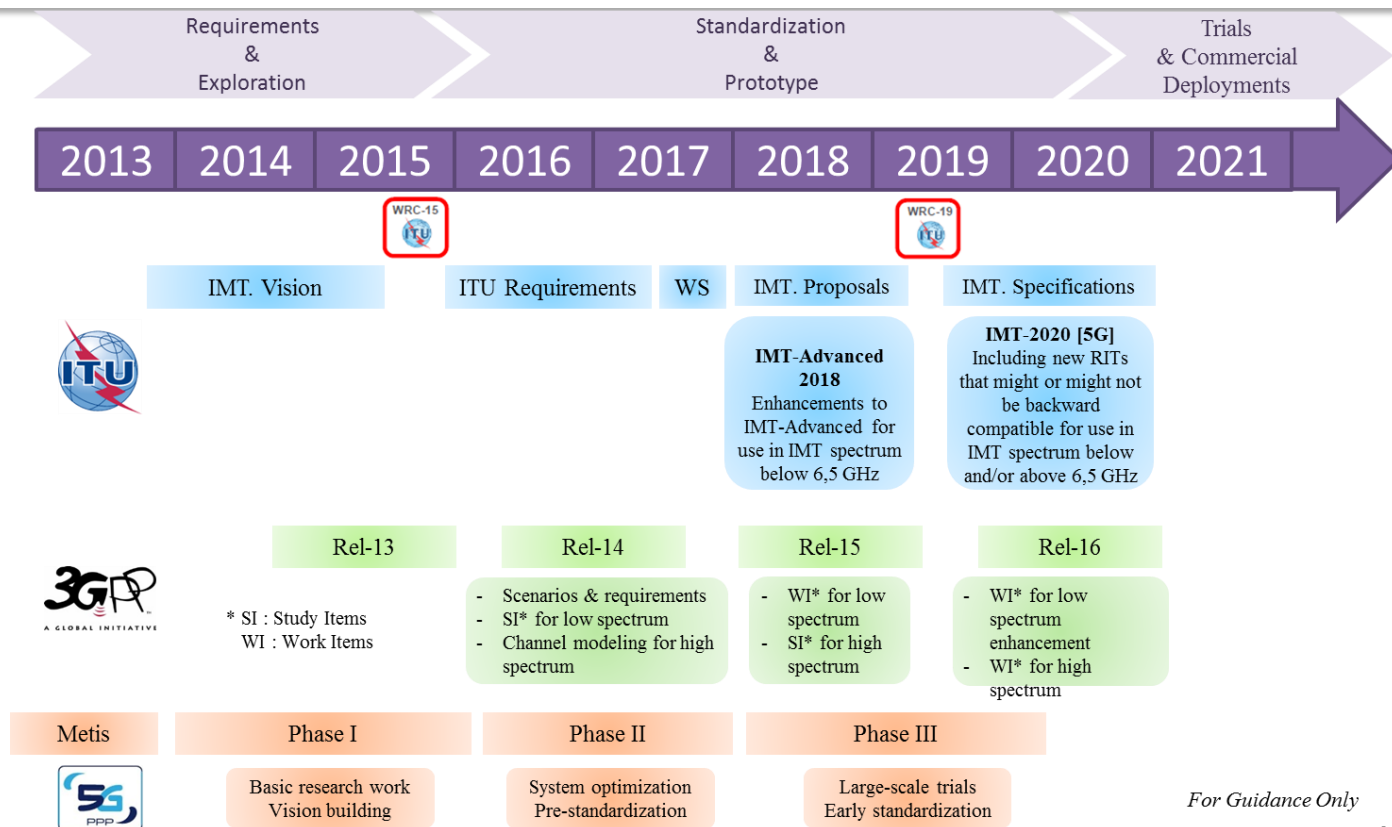 Requirements
&
Exploration
Standardization
&
Prototype
Trials
& Commercial
Deployments
2013
2014
2015
2016
2017
2018
2019
2020
2021
WRC-15
ITU
WRC-19
ITU
IMT. Vision
ITU Requirements
WS
IMT. Proposals
IMT. Specifications
ITU
IMT-Advanced
2018
Enhancements to
IMT-Advanced for
use in IMT spectrum
below 6,5 GHz
IMT-2020 [5G]
Including new RITs
that might or might not
be backward
compatible for use in
IMT spectrum below
and/or above 6,5 GHz
Rel-13
Rel-14
Rel-15
Rel-16
3GPP
A GLOBAL INITIATIVE
* SI : Study Items
WI : Work Items
- Scenarios & requirements
- SI* for low spectrum
- Channel modeling for high
spectrum
- WI* for low
spectrum
- SI* for high
spectrum
- WI* for low
spectrum
enhancement
- WI* for high
spectrum
Metis
Phase I
Phase II
Phase III
5G
PPP
Basic research work
Vision building
System optimization
Pre-standardization
Large-scale trials
Early standardization
For Guidance Only